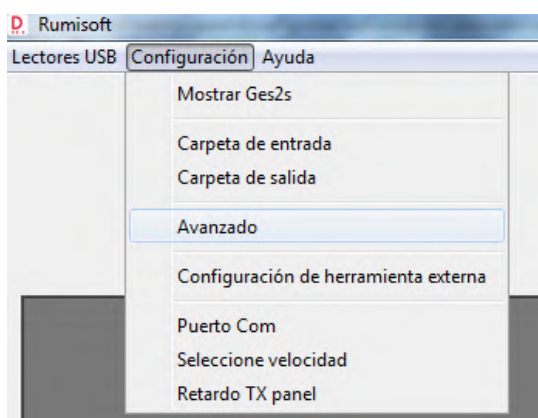 D. Rumisoft
Lectores USB Configuración Ayuda
Mostrar Ges2s
Carpeta de entrada
Carpeta de salida
Avanzado
Configuración de herramienta externa
Puerto Com
Seleccione velocidad
Retardo TX panel